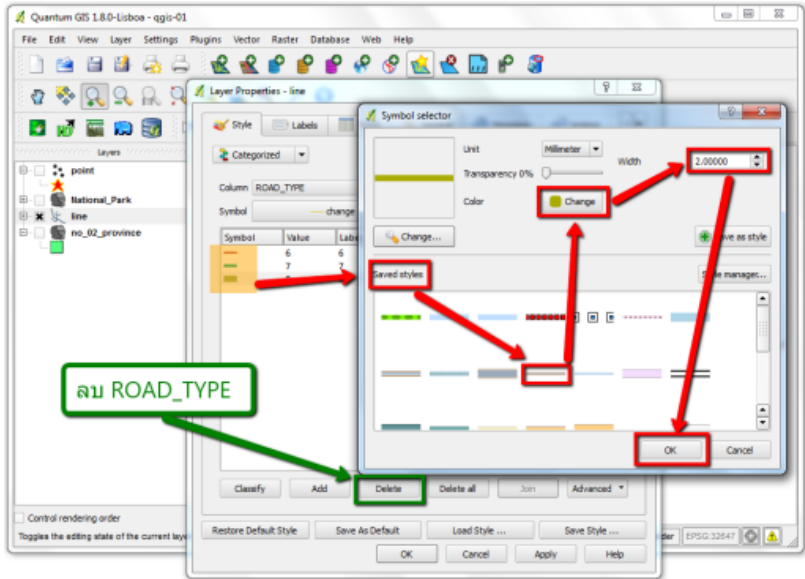 Quantum GIS 1.8.0-Lisboa - qgis-01
File Edit View Layer Settings Plugins Vector Raster Database Web Help
Layers
point
National_Park
line
no_02_province
Control rendering order
Toggles the editing state of the current laye
EPSG:32647
Layer Properties - line
Style
Labels
Categorized
Column ROAD_TYPE
Symbol change
Symbol Value Labe
6 6
7 7
ลบ ROAD_TYPE
Classify Add Delete Delete all Join Advanced
Restore Default Style Save As Default Load Style ... Save Style ...
OK Cancel Apply Help
Symbol selector
Unit Millimeter Width 2.00000
Transparency 0%
Color Change
Change...
as style
Saved styles
manager...
OK Cancel